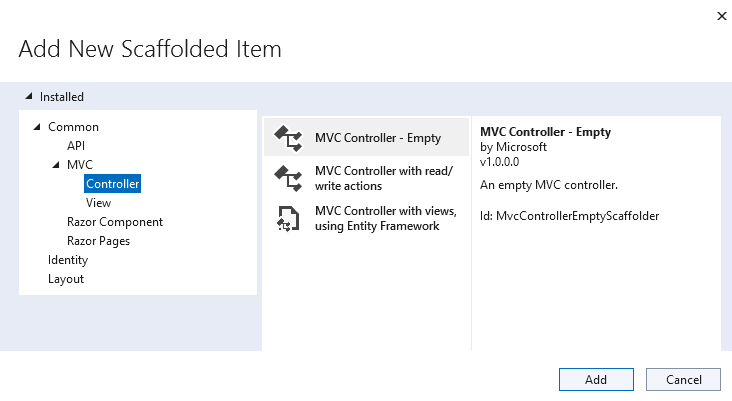 Add New Scaffolded Item
Installed
Common
API
MVC
Controller
View
Razor Component
Razor Pages
Identity
Layout
MVC Controller - Empty
MVC Controller with read/
write actions
MVC Controller with views,
using Entity Framework
MVC Controller - Empty
by Microsoft
v1.0.0.0
An empty MVC controller.
Id: MvcControllerEmptyScaffolder
Add
Cancel